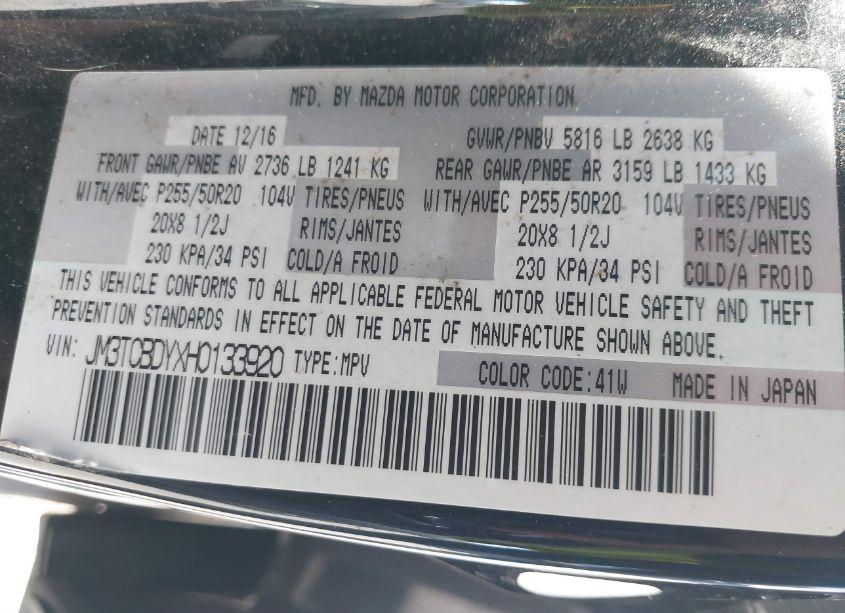 MFD. BY MAZDA MOTOR CORPORATION
DATE 12/16 GVWR/PNBV 5816 LB 2638 KG
FRONT GAWR/PNBE AV 2736 LB 1241 KG REAR GAWR/PNBE AR 3159 LB 1433 KG
WITH/AVEC P255/50R20 104V TIRES/PNEUS WITH/AVEC P255/50R20 104V TIRES/PNEUS
20X8 1/2J RIMS/JANTES 20X8 1/2J RIMS/JANTES
230 KPA/34 PSI COLD/A FROID 230 KPA/34 PSI COLD/A FROID
THIS VEHICLE CONFORMS TO ALL APPLICABLE FEDERAL MOTOR VEHICLE SAFETY AND THEFT
PREVENTION STANDARDS IN EFFECT ON THE DATE OF MANUFACTURE SHOWN ABOVE.
VIN: JM3TCBDYXH0133920 TYPE:MPV COLOR CODE:41W MADE IN JAPAN